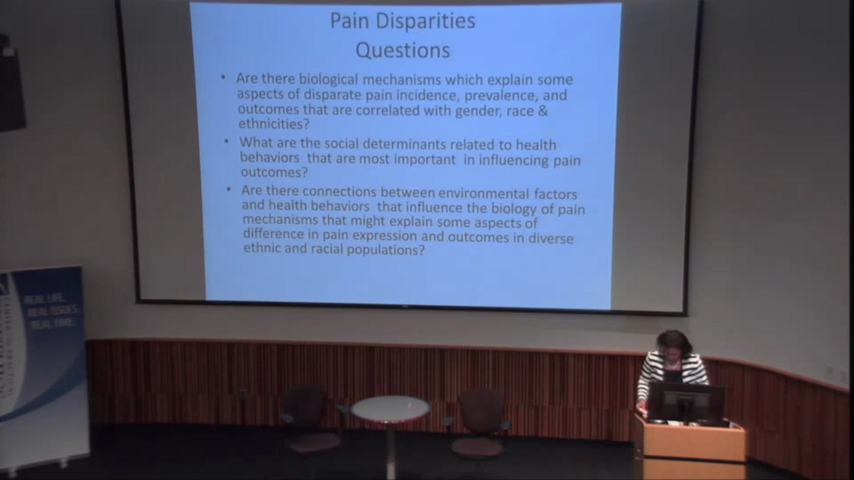 Pain Disparities
Questions
• Are there biological mechanisms which explain some
aspects of disparate pain incidence, prevalence, and
outcomes that are correlated with gender, race &
ethnicities?
• What are the social determinants related to health
behaviors that are most important in influencing pain
outcomes?
• Are there connections between environmental factors
and health behaviors that influence the biology of pain
mechanisms that might explain some aspects of
difference in pain expression and outcomes in diverse
ethnic and racial populations?
REAL LIFE.
REAL ISSUES.
REAL TIME.